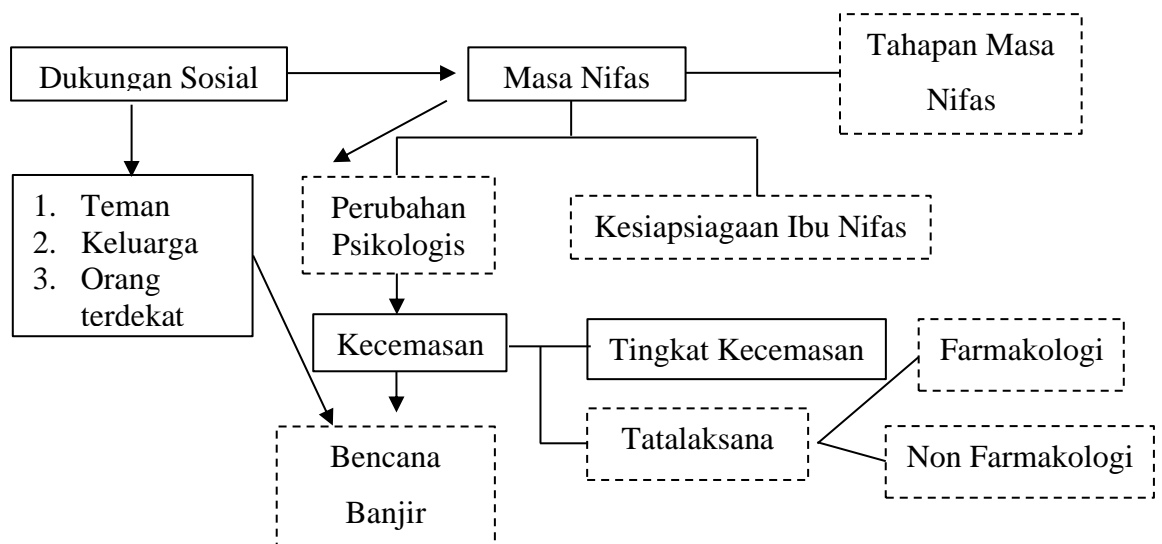 Dukungan Sosial
Masa Nifas
Tahapan Masa
Nifas
1. Teman
2. Keluarga
3. Orang
terdekat
Perubahan
Psikologis
Kesiapsiagaan Ibu Nifas
Kecemasan
Tingkat Kecemasan
Farmakologi
Tatalaksana
Non Farmakologi
Bencana
Banjir